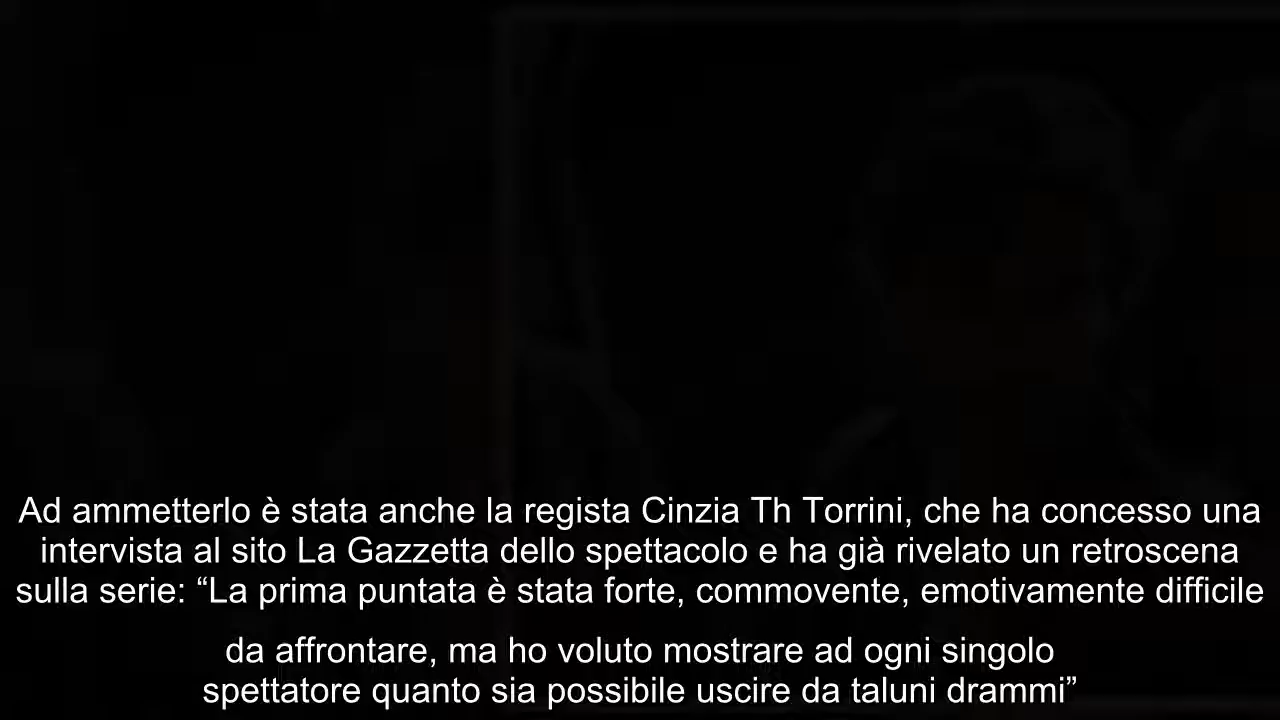 Ad ammetterlo è stata anche la regista Cinzia Th Torrini, che ha concesso una
intervista al sito La Gazzetta dello spettacolo e ha già rivelato un retroscena
sulla serie: “La prima puntata è stata forte, commovente, emotivamente difficile
da affrontare, ma ho voluto mostrare ad ogni singolo
spettatore quanto sia possibile uscire da taluni drammi”